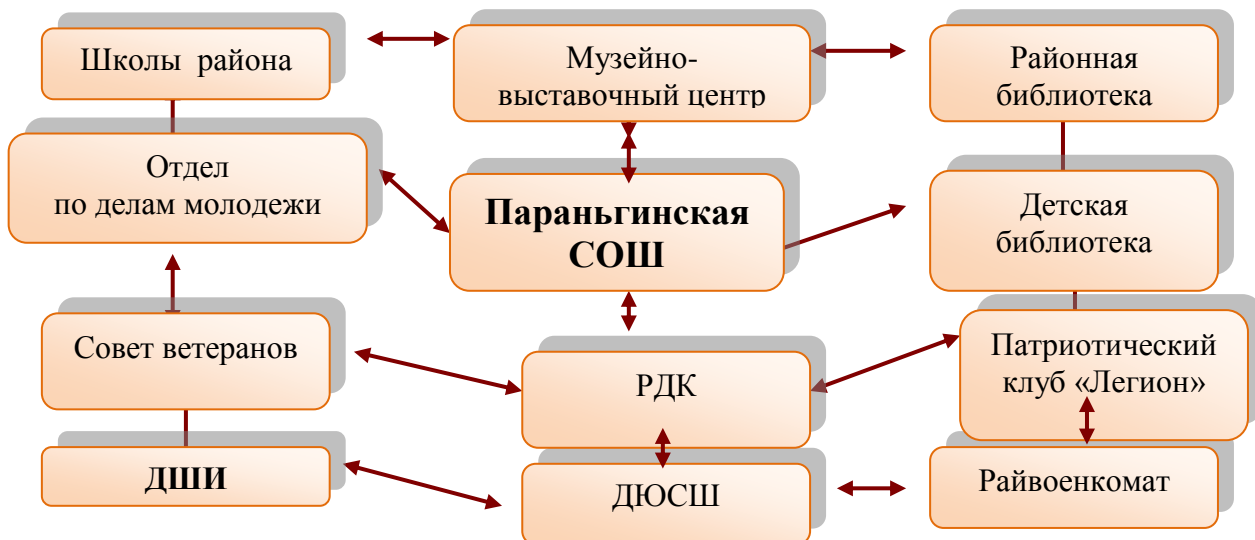 Школы района
Музейно-
выставочный центр
Районная
библиотека
Отдел
по делам молодежи
Параньгинская
СОШ
Детская
библиотека
Совет ветеранов
РДК
Патриотический
клуб «Легион»
ДШИ
ДЮСШ
Райвоенкомат